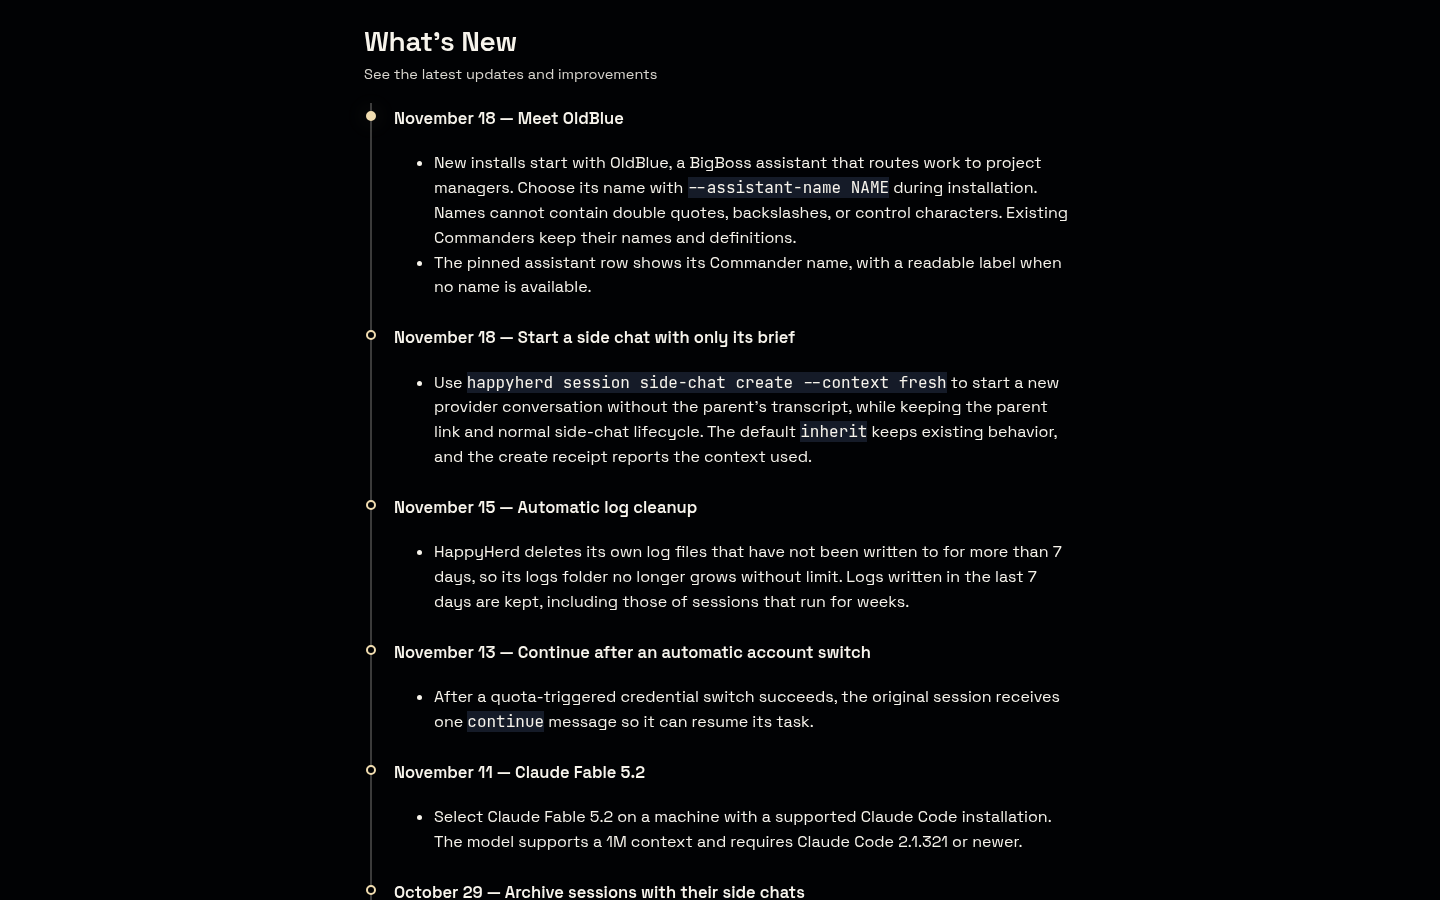 What's New
See the latest updates and improvements
November 18 — Meet OldBlue
• New installs start with OldBlue, a BigBoss assistant that routes work to project
managers. Choose its name with --assistant-name NAME during installation.
Names cannot contain double quotes, backslashes, or control characters. Existing
Commanders keep their names and definitions.
• The pinned assistant row shows its Commander name, with a readable label when
no name is available.
November 18 — Start a side chat with only its brief
• Use happyherd session side-chat create --context fresh to start a new
provider conversation without the parent's transcript, while keeping the parent
link and normal side-chat lifecycle. The default inherit keeps existing behavior,
and the create receipt reports the context used.
November 15 — Automatic log cleanup
• HappyHerd deletes its own log files that have not been written to for more than 7
days, so its logs folder no longer grows without limit. Logs written in the last 7
days are kept, including those of sessions that run for weeks.
November 13 — Continue after an automatic account switch
• After a quota-triggered credential switch succeeds, the original session receives
one continue message so it can resume its task.
November 11 — Claude Fable 5.2
• Select Claude Fable 5.2 on a machine with a supported Claude Code installation.
The model supports a 1M context and requires Claude Code 2.1.321 or newer.
October 29 — Archive sessions with their side chats